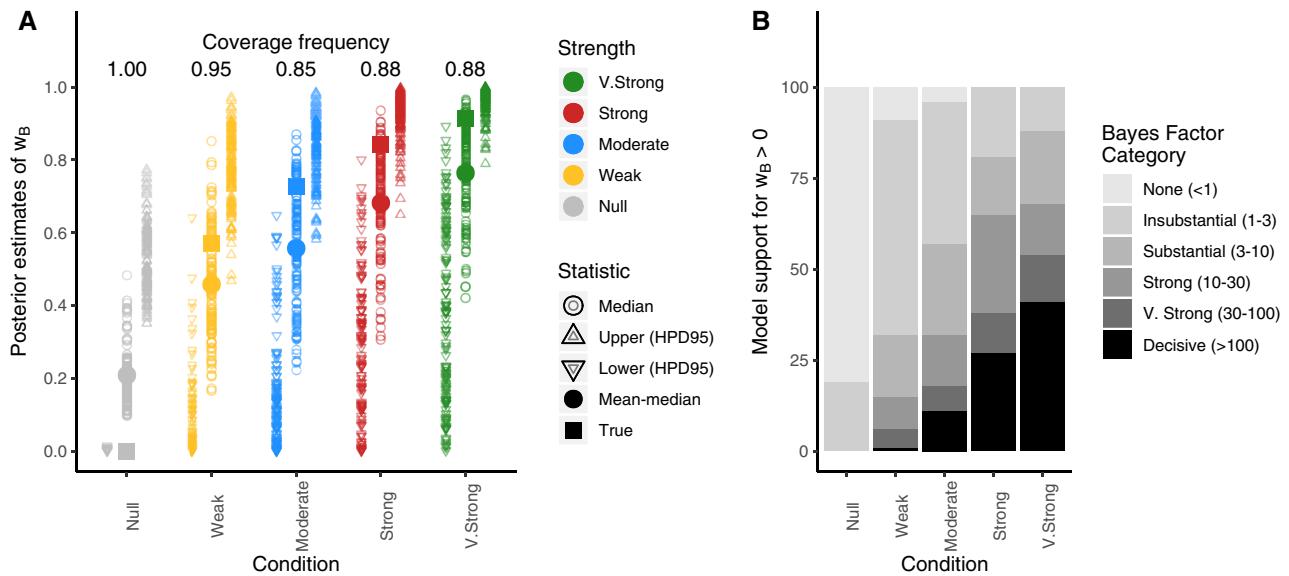 A
Coverage frequency
1.00 0.95 0.85 0.88 0.88
Posterior estimates of wB
1.0
0.8
0.6
0.4
0.2
0.0
Null
Weak
Moderate
Strong
V.Strong
Condition
Strength
V.Strong
Strong
Moderate
Weak
Null
Statistic
Median
Upper (HPD95)
Lower (HPD95)
Mean-median
True
B
Model support for wB > 0
100
75
50
25
0
Null
Weak
Moderate
Strong
V.Strong
Condition
Bayes Factor
Category
None (<1)
Insubstantial (1-3)
Substantial (3-10)
Strong (10-30)
V. Strong (30-100)
Decisive (>100)